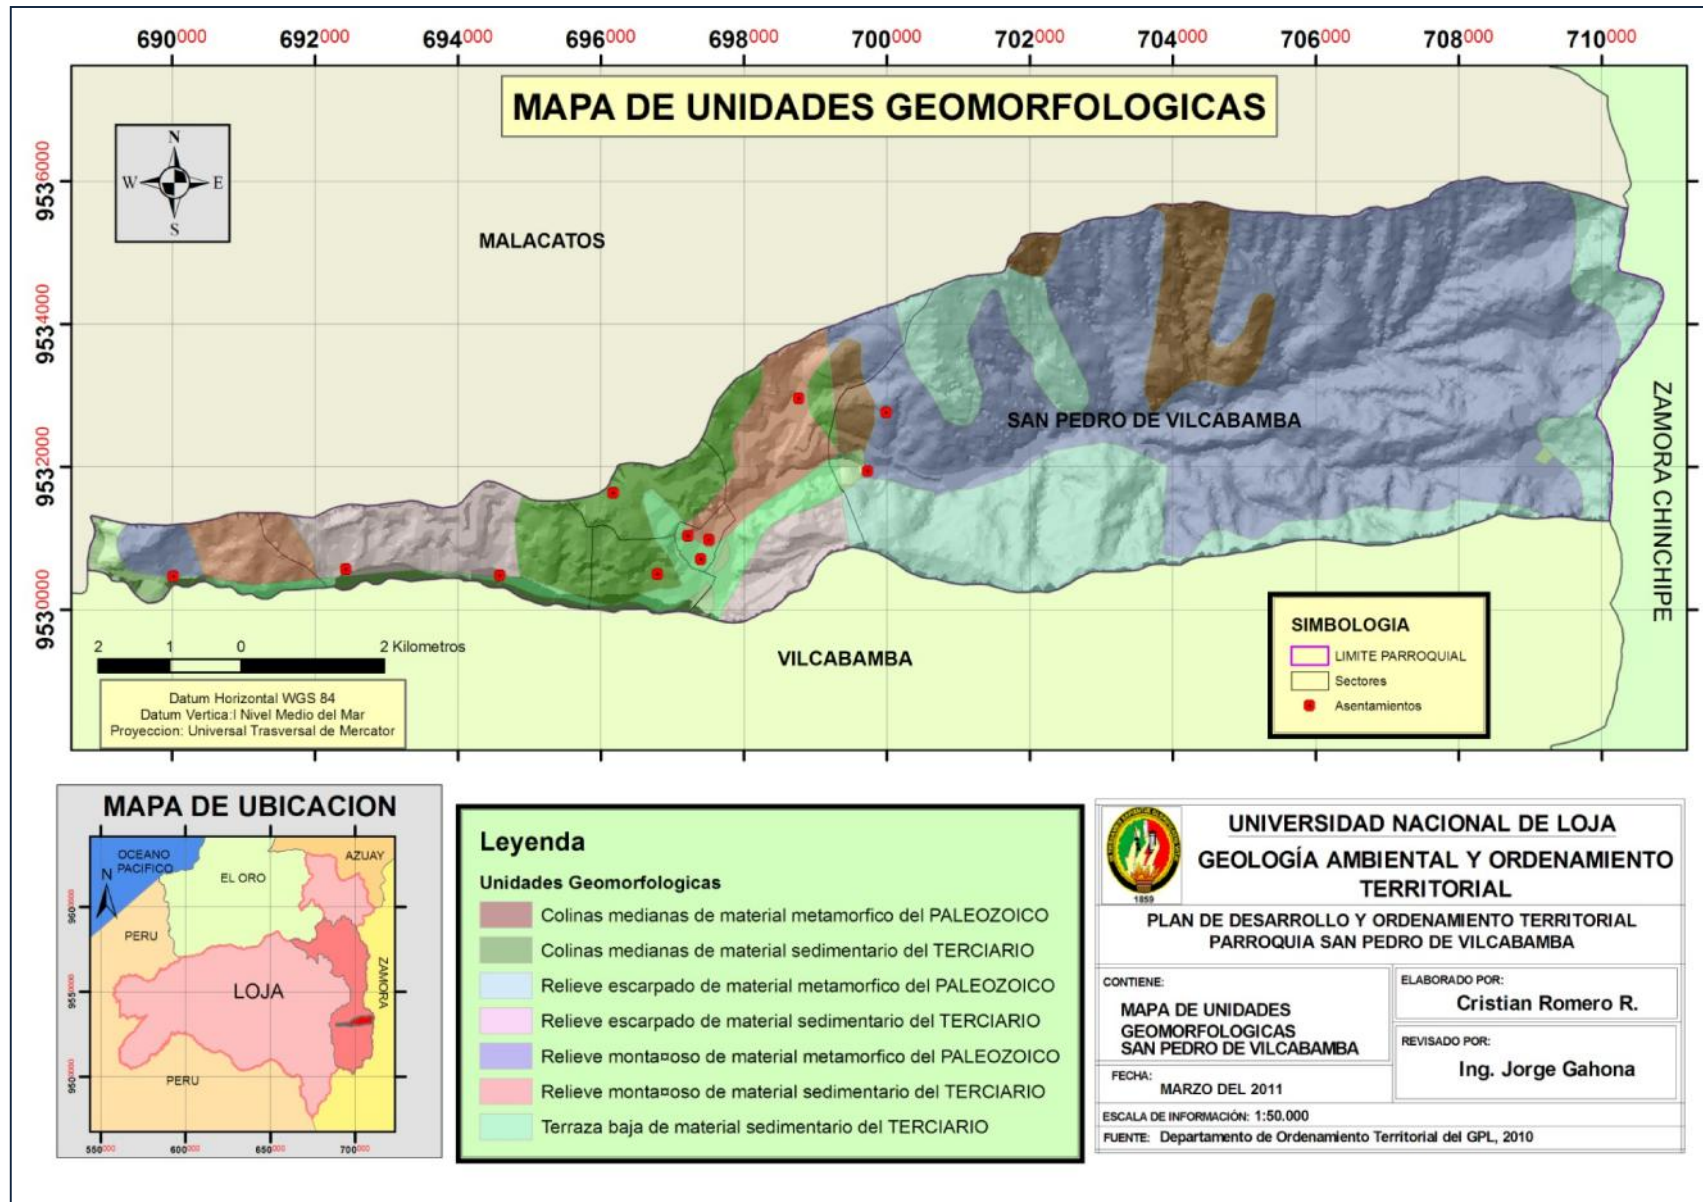 690000 692000 694000 696000 698000 700000 702000 704000 706000 708000 710000
MAPA DE UNIDADES GEOMORFOLOGICAS
N
W E
S
9536000
9534000
9532000
9530000
MALACATOS
SAN PEDRO DE VILCABAMBA
ZAMORA CHINCHIPE
VILCABAMBA
2 1 0 2 Kilometros
Datum Horizontal WGS 84
Datum Vertica:l Nivel Medio del Mar
Proyeccion: Universal Trasversal de Mercator
SIMBOLOGIA
LIMITE PARROQUIAL
Sectores
Asentamientos
MAPA DE UBICACION
OCEANO
PACIFICO
AZUAY
EL ORO
N
PERU
ZAMORA
LOJA
PERU
9600000
9550000
9500000
550000 600000 650000 700000
Leyenda
Unidades Geomorfologicas
Colinas medianas de material metamorfico del PALEOZOICO
Colinas medianas de material sedimentario del TERCIARIO
Relieve escarpado de material metamorfico del PALEOZOICO
Relieve escarpado de material sedimentario del TERCIARIO
Relieve monta¤oso de material metamorfico del PALEOZOICO
Relieve monta¤oso de material sedimentario del TERCIARIO
Terraza baja de material sedimentario del TERCIARIO
1859
UNIVERSIDAD NACIONAL DE LOJA
GEOLOGÍA AMBIENTAL Y ORDENAMIENTO
TERRITORIAL
PLAN DE DESARROLLO Y ORDENAMIENTO TERRITORIAL
PARROQUIA SAN PEDRO DE VILCABAMBA
CONTIENE:
MAPA DE UNIDADES
GEOMORFOLOGICAS
SAN PEDRO DE VILCABAMBA
ELABORADO POR:
Cristian Romero R.
REVISADO POR:
Ing. Jorge Gahona
FECHA:
MARZO DEL 2011
ESCALA DE INFORMACIÓN: 1:50.000
FUENTE: Departamento de Ordenamiento Territorial del GPL, 2010